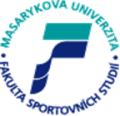 MASARYKOVA UNIVERZITA
• FAKULTA SPORTOVNÍCH STUDIÍ •